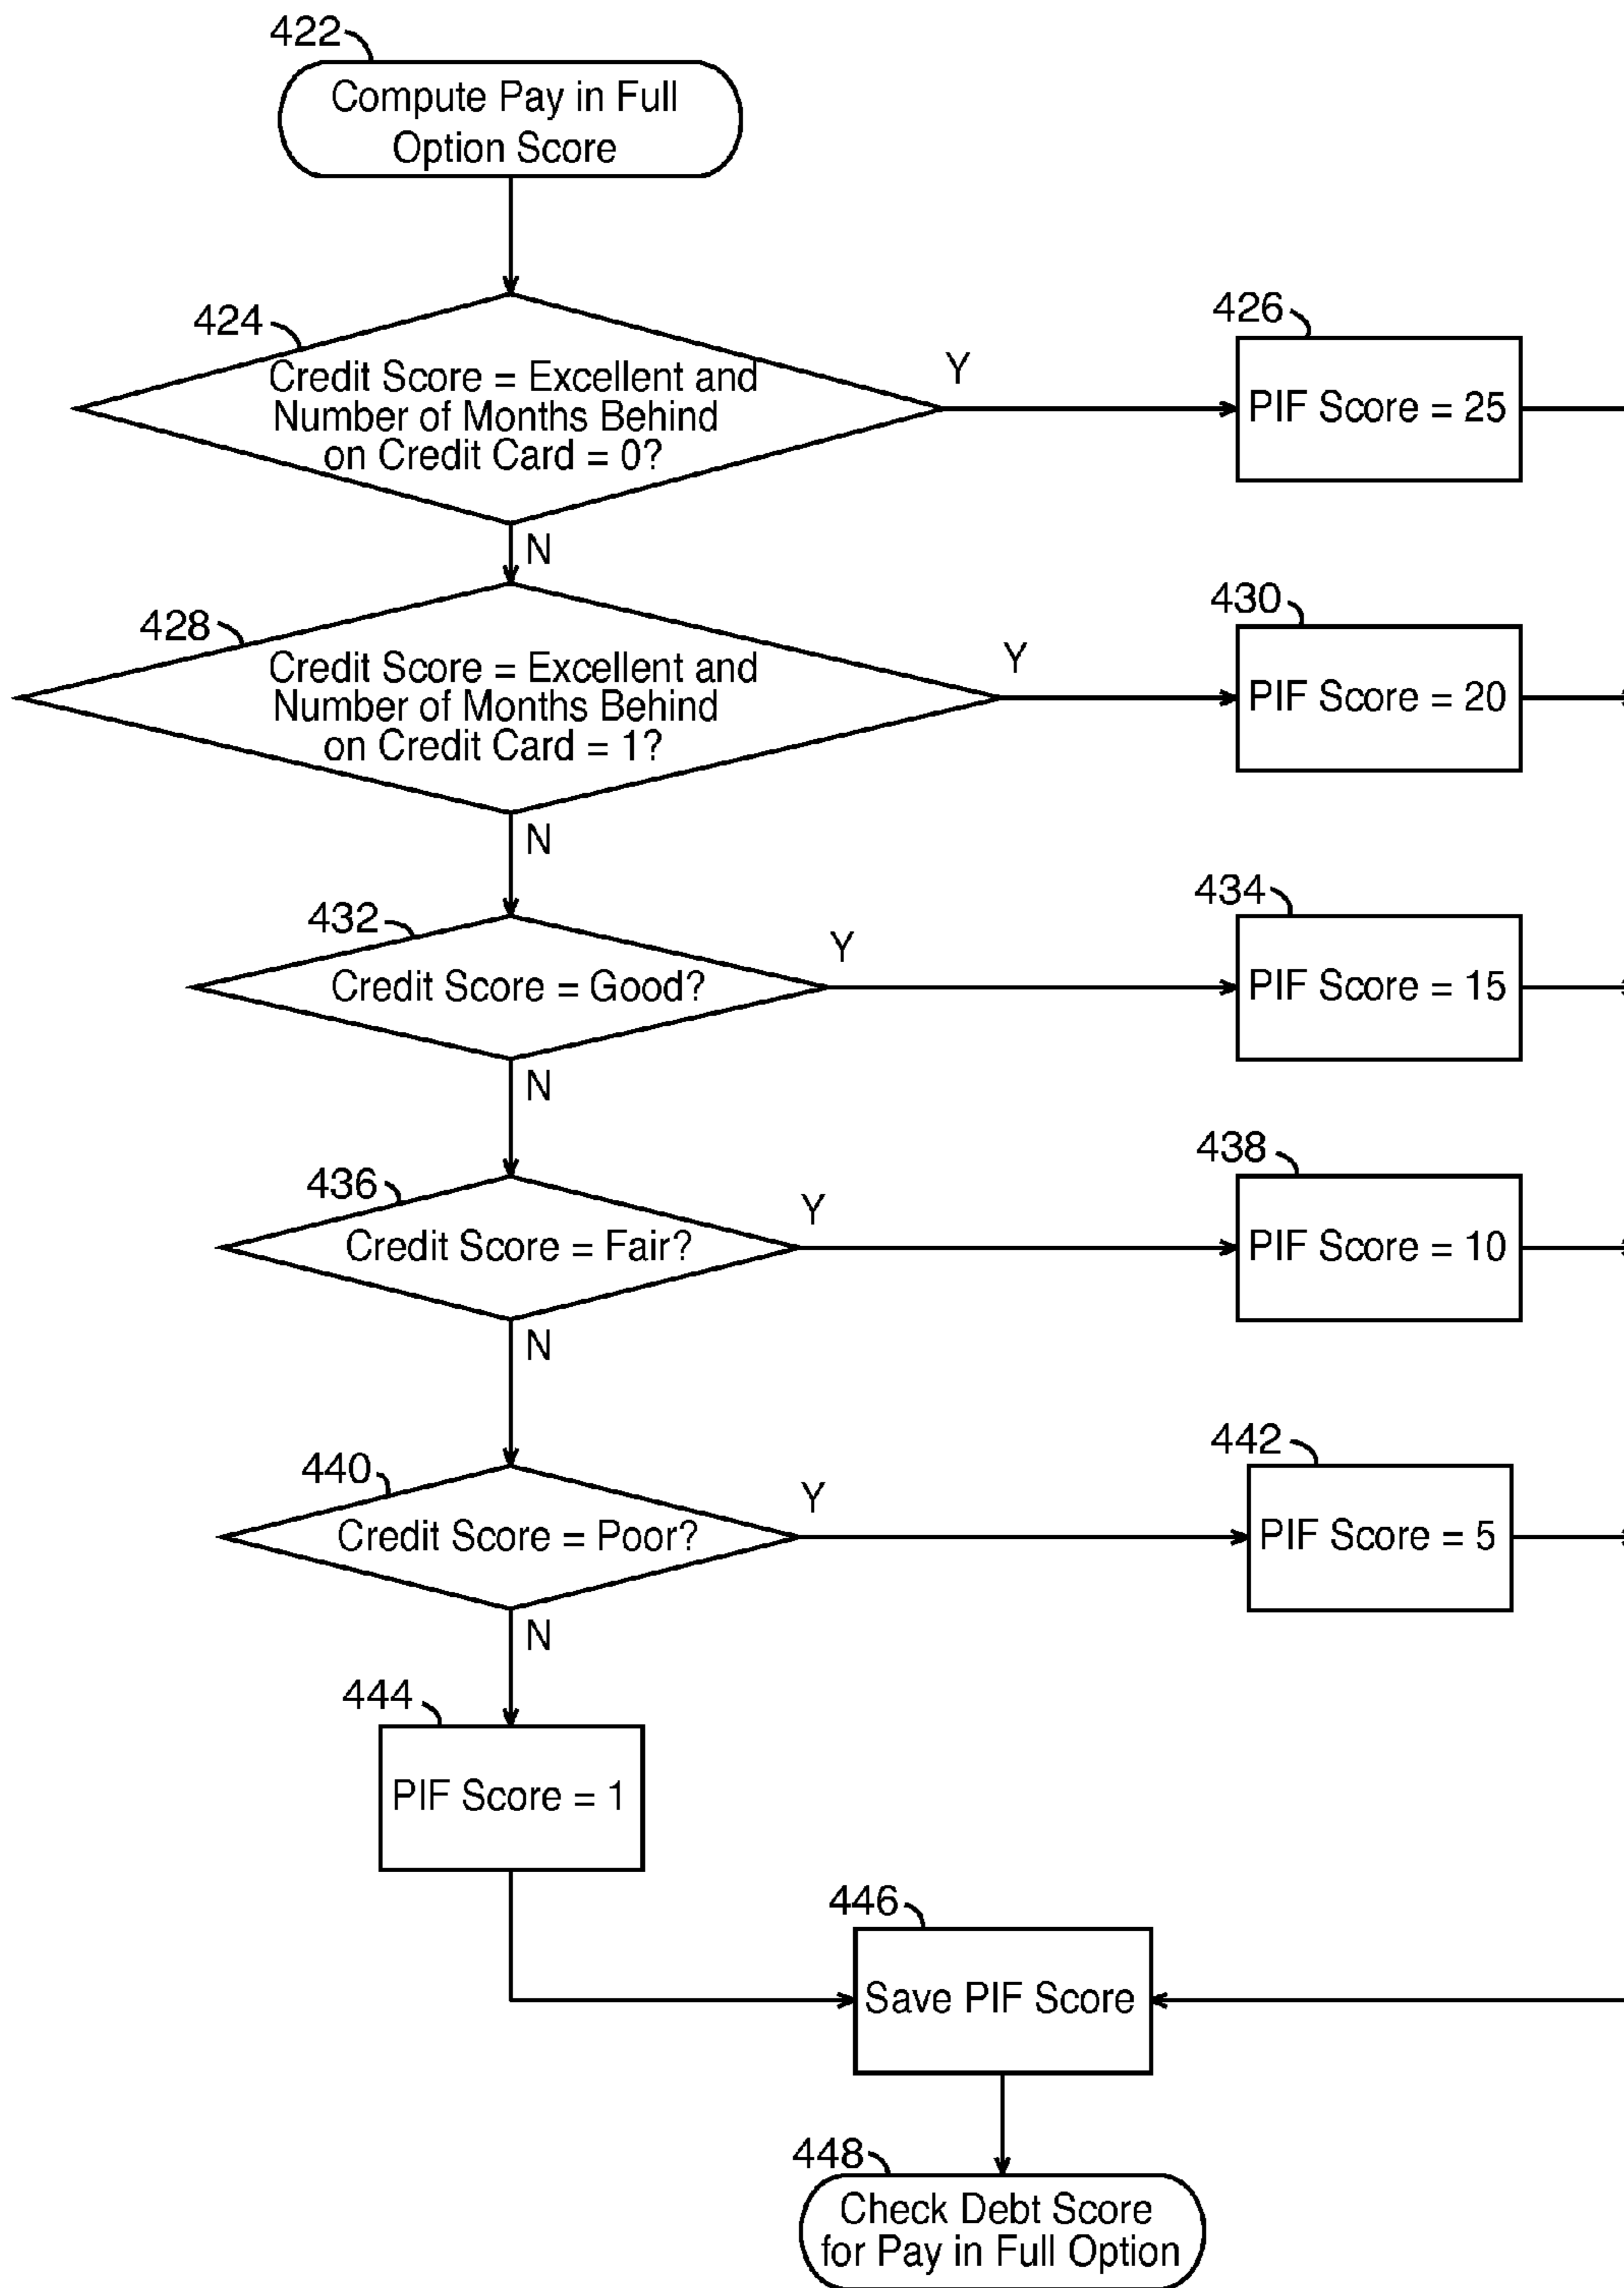 422
Compute Pay in Full
Option Score
424
Credit Score = Excellent and
Number of Months Behind
on Credit Card = 0?
Y
426
PIF Score = 25
N
428
Credit Score = Excellent and
Number of Months Behind
on Credit Card = 1?
Y
430
PIF Score = 20
N
432
Credit Score = Good?
Y
434
PIF Score = 15
N
436
Credit Score = Fair?
Y
438
PIF Score = 10
N
440
Credit Score = Poor?
Y
442
PIF Score = 5
N
444
PIF Score = 1
446
Save PIF Score
448
Check Debt Score
for Pay in Full Option